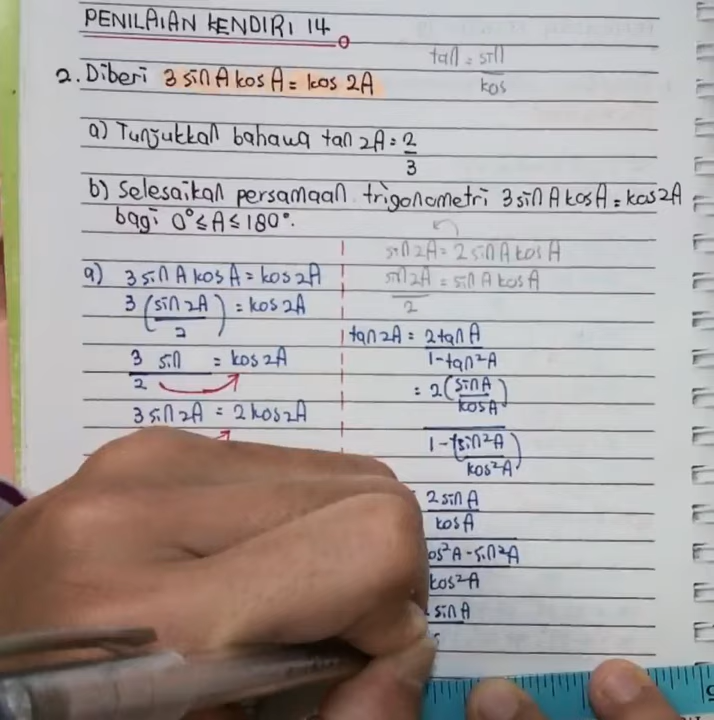 PENILAIAN KENDIRI 14
tan = sin
kos
2. Diberi 3 sin A kos A = kos 2A
a) Tunjukkan bahawa tan 2A = 2
3
b) Selesaikan persamaan trigonometri 3 sin A kos A = kos 2A
bagi 0° ≤ A ≤ 180°.
sin 2A = 2 sin A kos A
sin 2A = sin A kos A
2
a) 3 sin A kos A = kos 2A
3 (sin 2A) = kos 2A
2
3 sin = kos 2A
2
3 sin 2A = 2 kos 2A
tan 2A = 2 tan A
1 - tan² A
= 2 (sin A)
kos A
1 - (sin² A)
kos² A
2 sin A
kos A
os² A - sin² A
kos² A
sin A